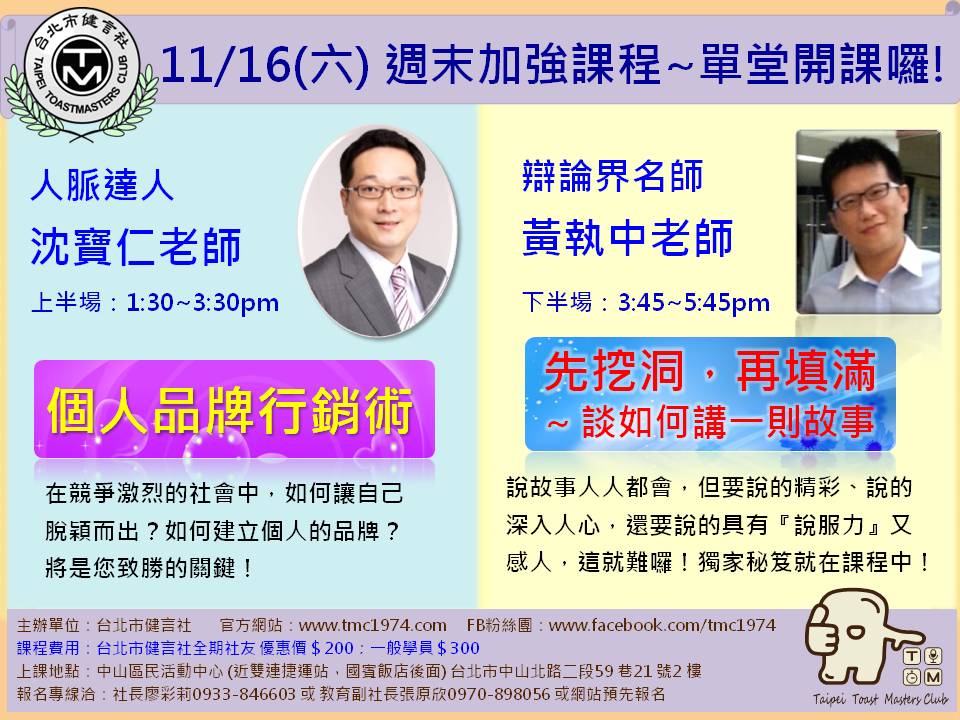 台北市健言社
TAIPEI TOASTMASTERS CLUB
TM
11/16(六) 週末加強課程~單堂開課囉!
人脈達人
沈寶仁老師
上半場：1:30~3:30pm
個人品牌行銷術
在競爭激烈的社會中，如何讓自己
脫穎而出？如何建立個人的品牌？
將是您致勝的關鍵！
辯論界名師
黃執中老師
下半場：3:45~5:45pm
先挖洞，再填滿
~ 談如何講一則故事
說故事人人都會，但要說的精彩、說的
深入人心，還要說的具有『說服力』又
感人，這就難囉！獨家秘笈就在課程中！
主辦單位：台北市健言社 官方網站：www.tmc1974.com FB粉絲團：www.facebook.com/tmc1974
課程費用：台北市健言社全期社友 優惠價＄200；一般學員＄300
上課地點：中山區民活動中心 (近雙連捷運站，國賓飯店後面) 台北市中山北路二段59 巷21 號2 樓
報名專線洽：社長廖彩莉0933-846603 或 教育副社長張原欣0970-898056 或網站預先報名
T
M
Taipei Toast Masters Club